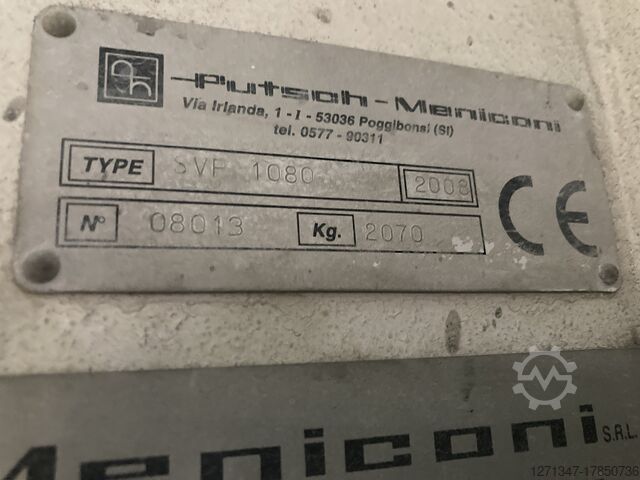 Putsch-Meniconi
Via Irlanda, 1 - I - 53036 Poggibonsi (SI)
tel. 0577 - 90311
TYPE SVP 1080 2008
N° 08013 Kg. 2070
CE
Meniconi S.R.L.
1271347-17850736